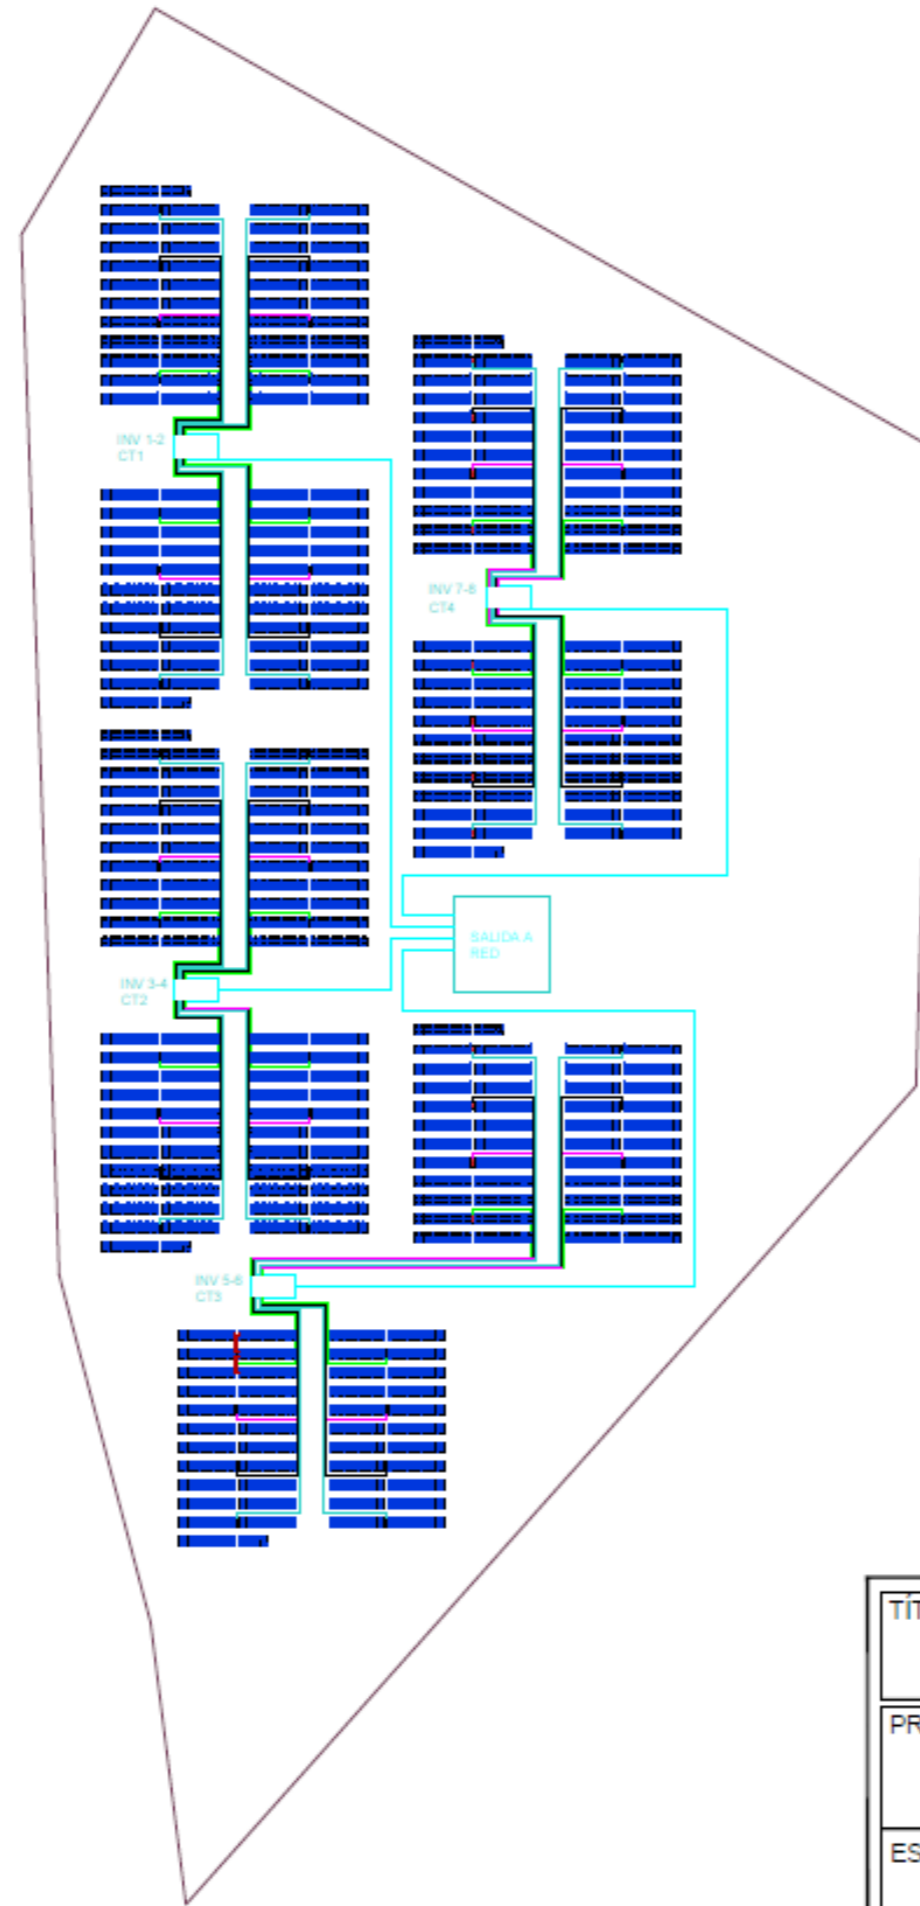 INV 1-2
CT1
INV 7-8
CT4
SALIDA A
RED
INV 3-4
CT2
INV 5-6
CT3
TÍT
PR
ES